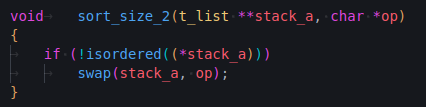 void	sort_size_2(t_list **stack_a, char *op)
{
	if (!isordered((*stack_a)))
		swap(stack_a, op);
}